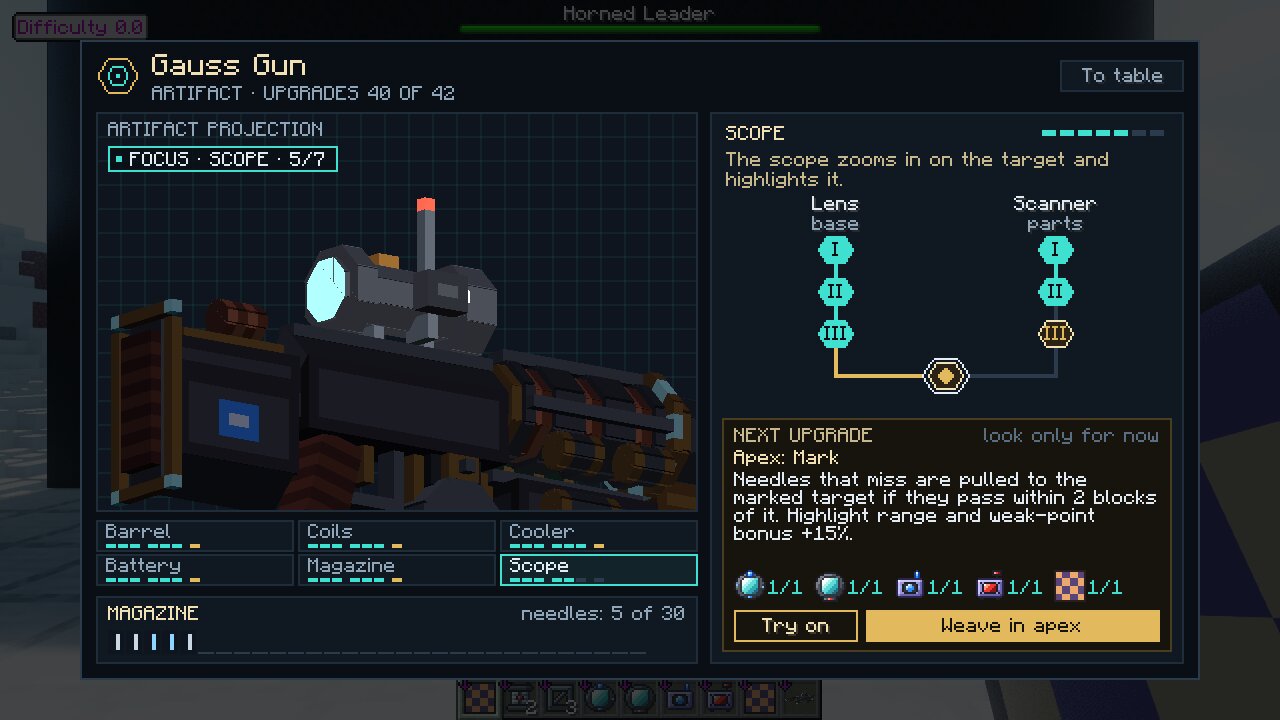 Horned Leader
Difficulty 0.0
Gauss Gun
ARTIFACT · UPGRADES 40 OF 42
To table
ARTIFACT PROJECTION
FOCUS · SCOPE · 5/7
SCOPE
The scope zooms in on the target and
highlights it.
Lens
base
Scanner
parts
I
I
II
II
III
III
NEXT UPGRADE
look only for now
Apex: Mark
Needles that miss are pulled to the
marked target if they pass within 2 blocks
of it. Highlight range and weak-point
bonus +15%.
1/1
1/1
1/1
1/1
1/1
Try on
Weave in apex
Barrel
Coils
Cooler
Battery
Magazine
Scope
MAGAZINE
needles: 5 of 30
2
3